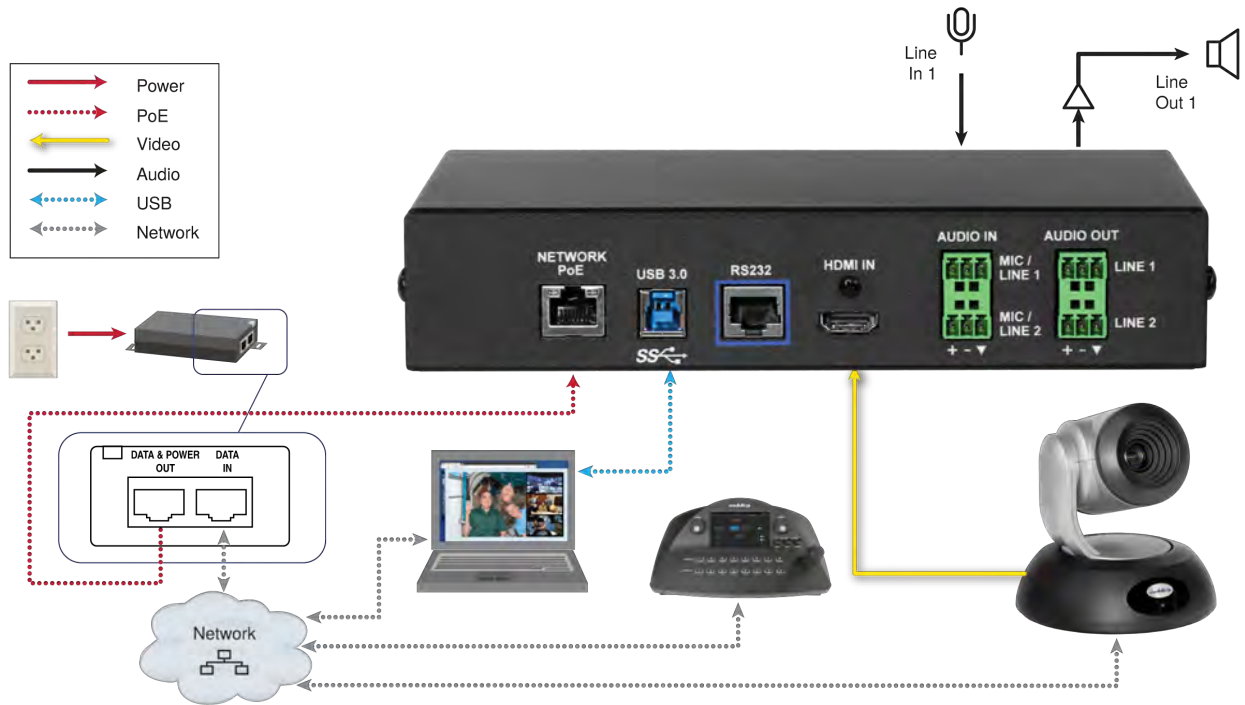 Power
PoE
Video
Audio
USB
Network
Line
In 1
Line
Out 1
NETWORK
PoE
USB 3.0
RS232
HDMI IN
AUDIO IN
MIC /
LINE 1
MIC /
LINE 2
+ -
AUDIO OUT
LINE 1
LINE 2
+ -
SS
DATA & POWER
OUT
DATA
IN
Network